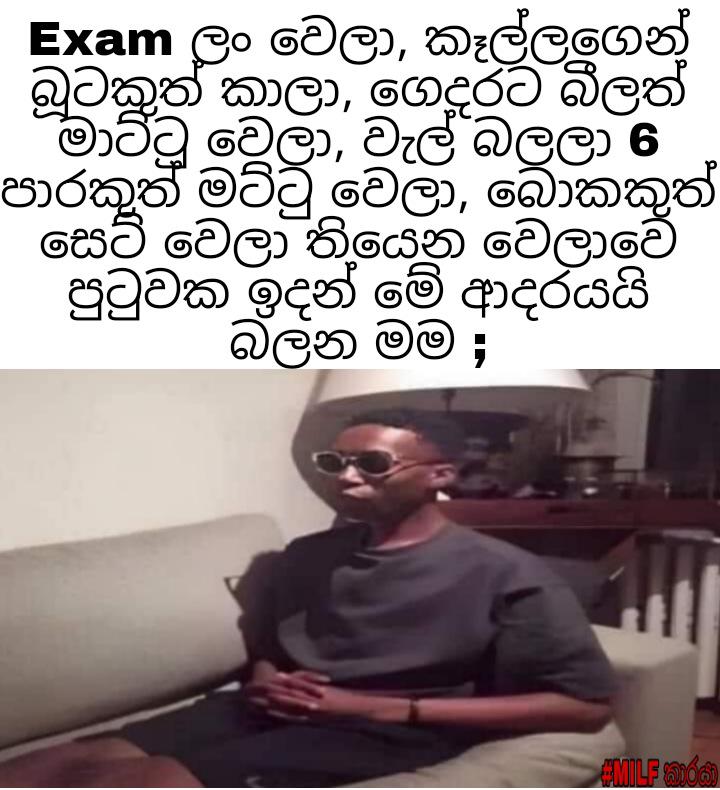 Exam ලං වෙලා, කෑල්ලගෙන්
බූටකුත් කාලා, ගෙදරට බීලත්
මාට්ටු වෙලා, වැල් බලලා 6
පාරකුත් මට්ටු වෙලා, බොකකුත්
සෙට් වෙලා තියෙන වෙලාවෙ
පුටුවක ඉදන් මේ ආදරයයි
බලන මම ;
#MILF කාරයා